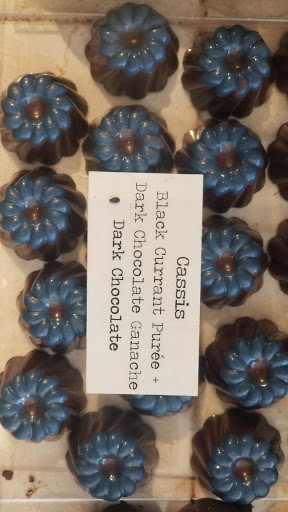 Cassis
Black Currant Purée +
Dark Chocolate Ganache
• Dark Chocolate